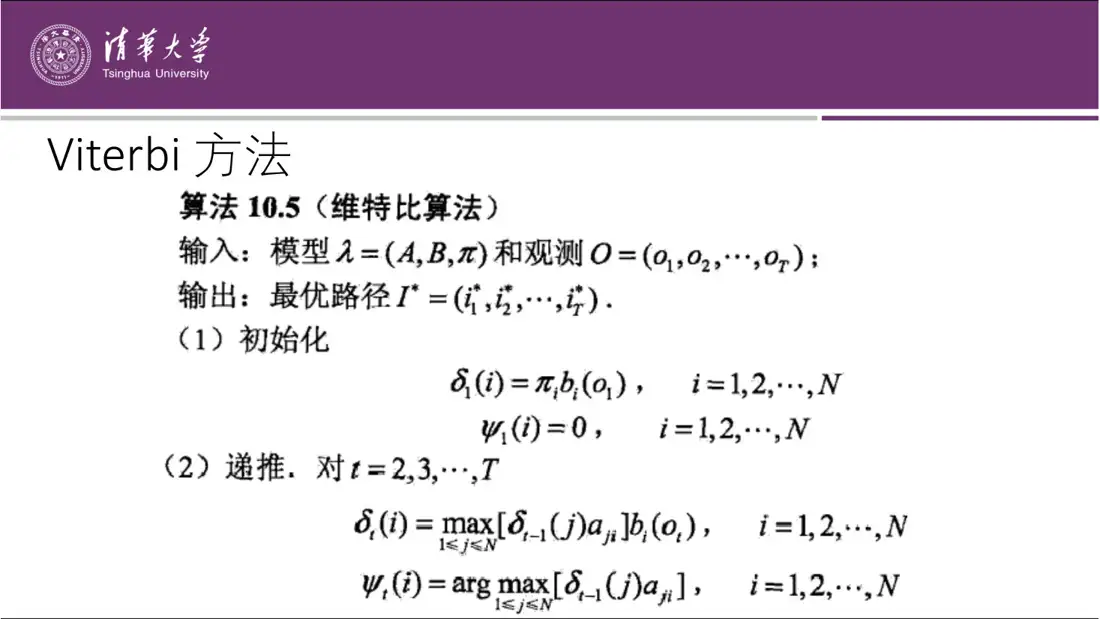 清华大学
Tsinghua University
Viterbi 方法
算法 10.5（维特比算法）
输入：模型 λ = (A, B, π) 和观测 O = (o₁, o₂, ⋯, o_T)；
输出：最优路径 I* = (i₁*, i₂*, ⋯, i_T*).
（1）初始化
δ₁(i) = π_i b_i(o₁)， i = 1, 2, ⋯, N
ψ₁(i) = 0， i = 1, 2, ⋯, N
（2）递推．对 t = 2, 3, ⋯, T
δ_t(i) = max_{1≤j≤N} [δ_{t-1}(j)a_{ji}]b_i(o_t)， i = 1, 2, ⋯, N
ψ_t(i) = arg max_{1≤j≤N} [δ_{t-1}(j)a_{ji}]， i = 1, 2, ⋯, N